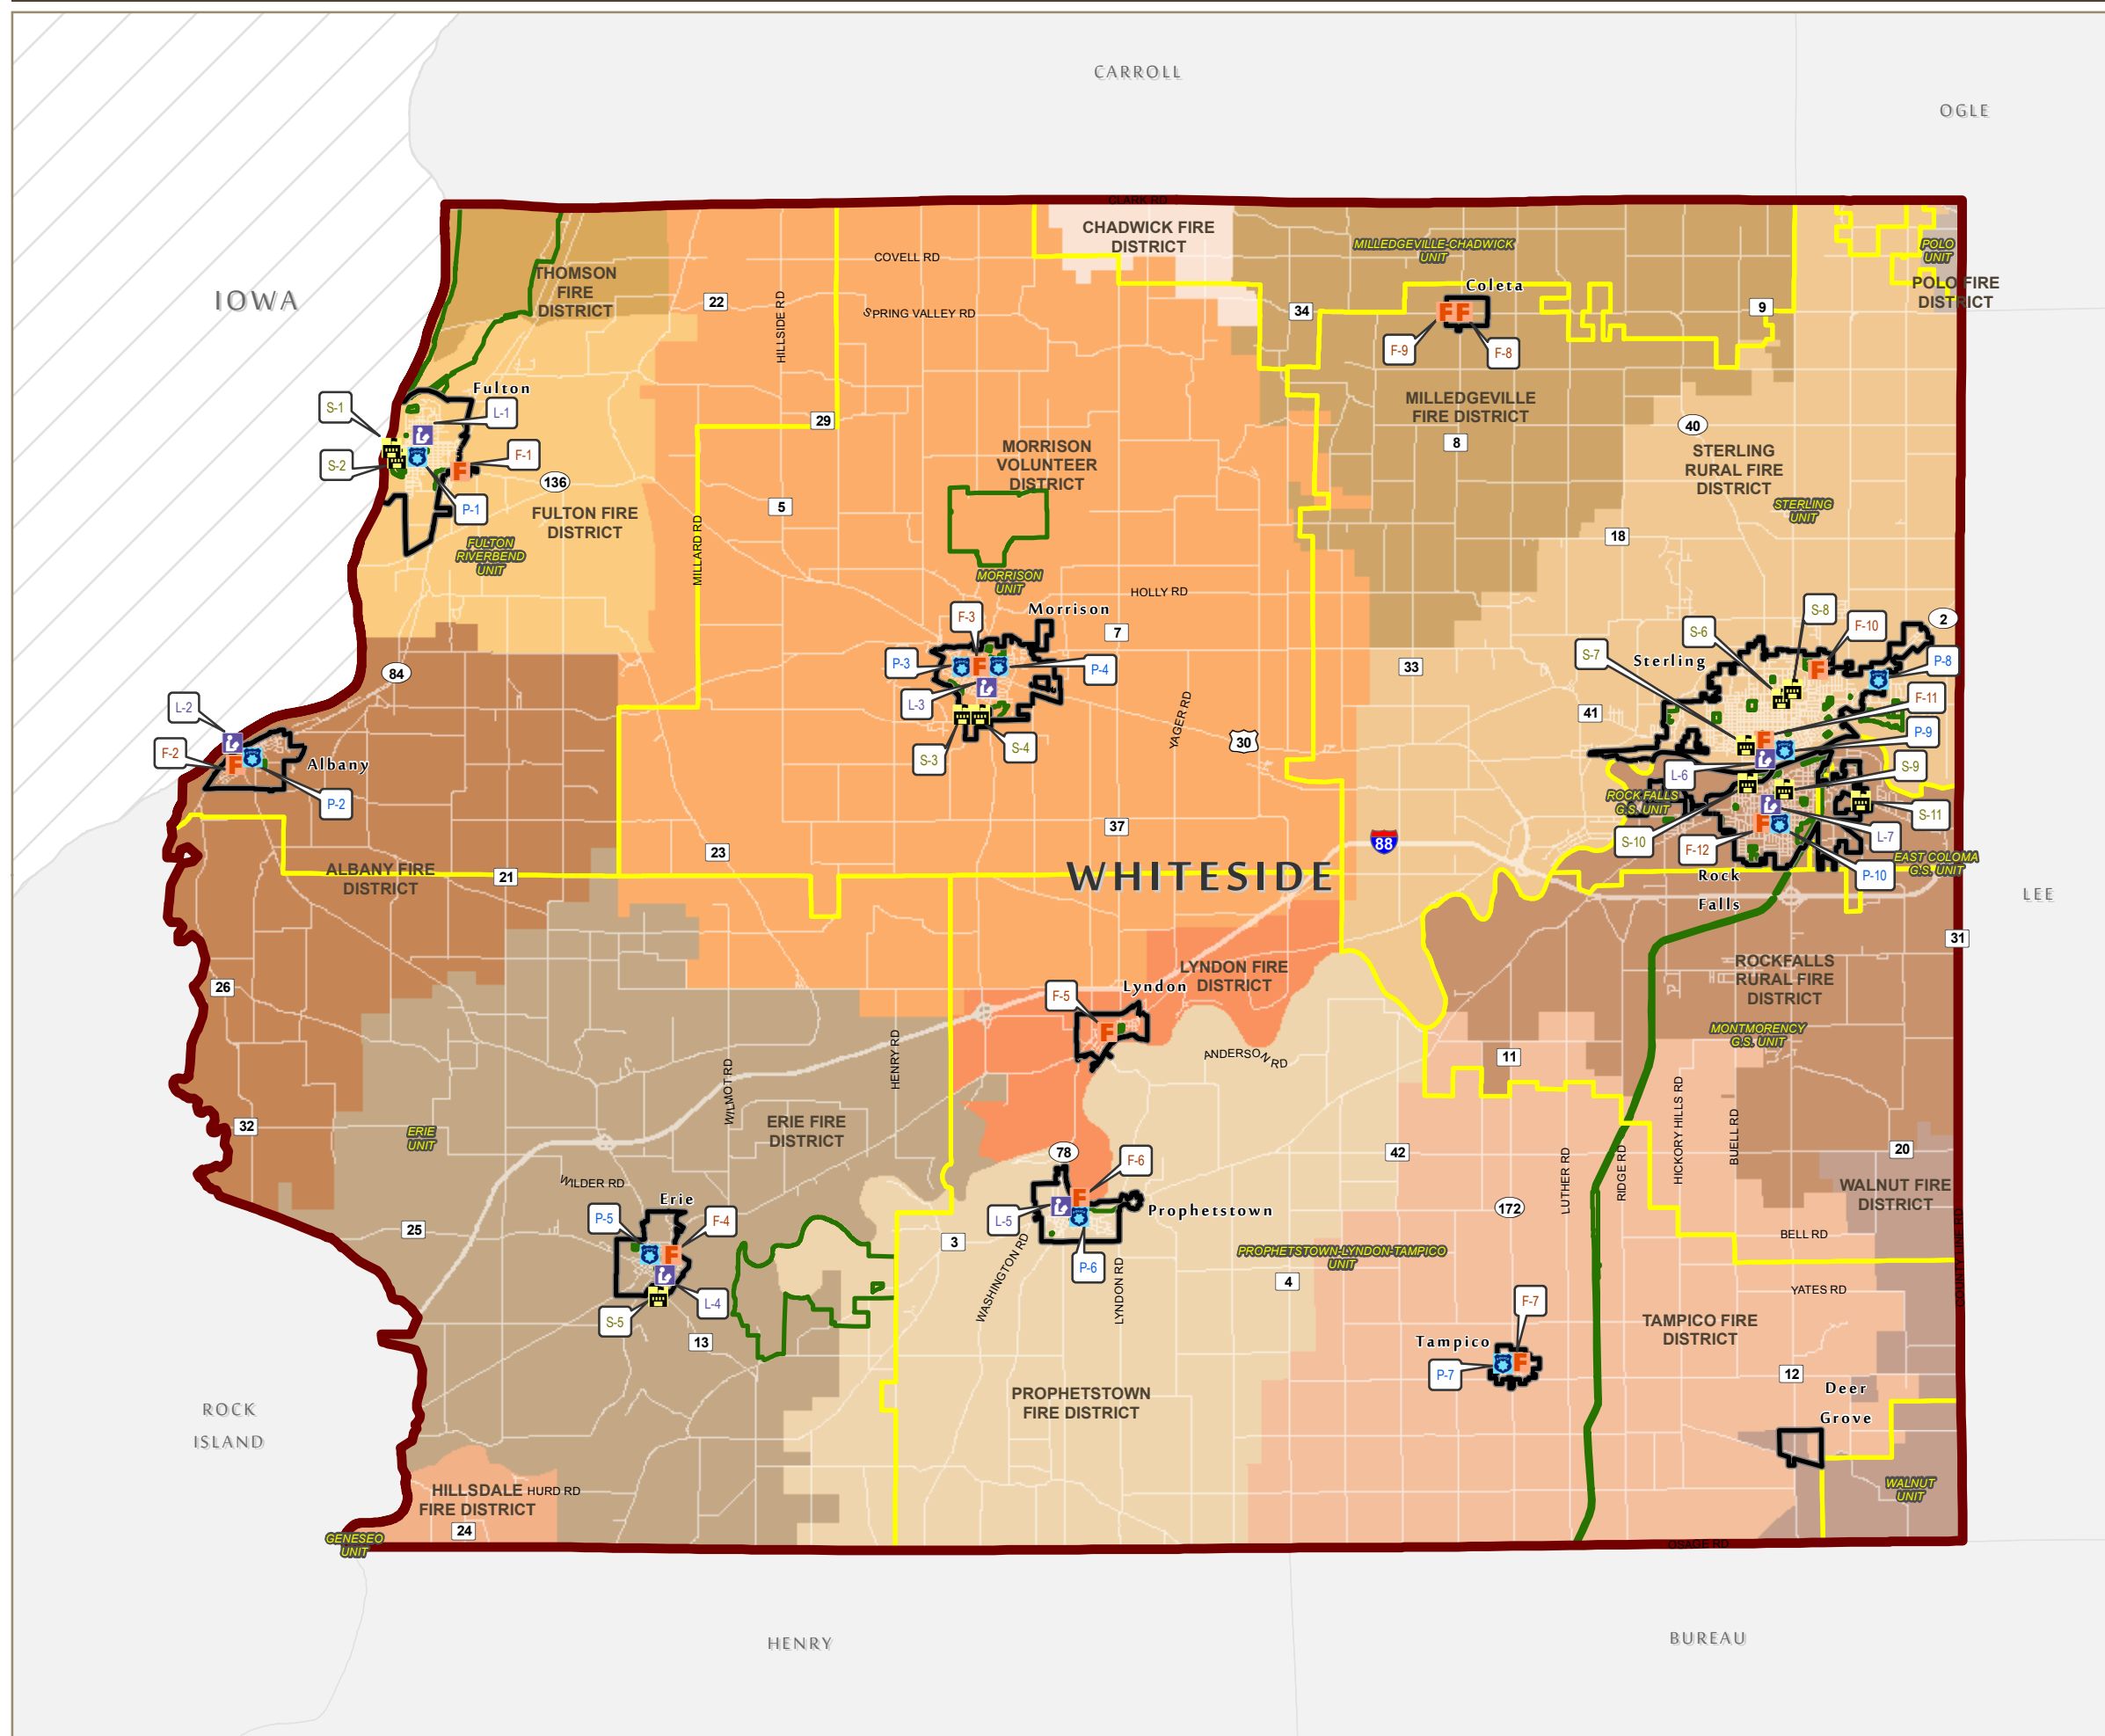 CARROLL
OGLE
IOWA
CLARK RD
CHADWICK FIRE
DISTRICT
COVELL RD
MILLEDGEVILLE-CHADWICK
UNIT
POLO
UNIT
POLO FIRE
DISTRICT
THOMSON
FIRE
DISTRICT
22
HILLSIDE RD
SPRING VALLEY RD
34
Coleta
9
F F
F-9
F-8
Fulton
S-1
L-1
S-2
F-1
F
136
P-1
29
FULTON FIRE
DISTRICT
FULTON
RIVERBEND
UNIT
MILLARD RD
5
MORRISON
VOLUNTEER
DISTRICT
MORRISON
UNIT
HOLLY RD
MILLEDGEVILLE
FIRE DISTRICT
8
40
STERLING
RURAL FIRE
DISTRICT
STERLING
UNIT
18
F-3
Morrison
7
P-3
F
P-4
L-3
S-3
S-4
YAGER RD
30
33
41
S-8
S-6
F-10
2
S-7
Sterling
F
P-8
F-11
F
P-9
L-6
S-9
ROCK FALLS
G.S. UNIT
S-11
S-10
F
L-7
F-12
EAST COLOMA
G.S. UNIT
P-10
Rock
Falls
84
L-2
F-2
F
Albany
P-2
ALBANY FIRE
DISTRICT
21
23
37
88
WHITESIDE
LEE
31
26
LYNDON FIRE
DISTRICT
F-5
Lyndon
F
ANDERSON RD
ROCKFALLS
RURAL FIRE
DISTRICT
MONTMORENCY
G.S. UNIT
11
HENRY RD
WILMOT RD
32
ERIE
UNIT
ERIE FIRE
DISTRICT
HICKORY HILLS RD
BUELL RD
20
78
F-6
42
LUTHER RD
RIDGE RD
WALNUT FIRE
DISTRICT
WILDER RD
Erie
P-5
F-4
F
25
L-5
F
Prophetstown
172
COUNTY LINE RD
3
P-6
PROPHETSTOWN-LYNDON-TAMPICO
UNIT
BELL RD
WASHINGTON RD
LYNDON RD
4
YATES RD
L-4
S-5
13
F-7
TAMPICO FIRE
DISTRICT
Tampico
F
P-7
12
Deer
Grove
PROPHETSTOWN
FIRE DISTRICT
ROCK
ISLAND
HILLSDALE
FIRE DISTRICT
HURD RD
24
GENESEO
UNIT
WALNUT
UNIT
OSAGE RD
HENRY
BUREAU